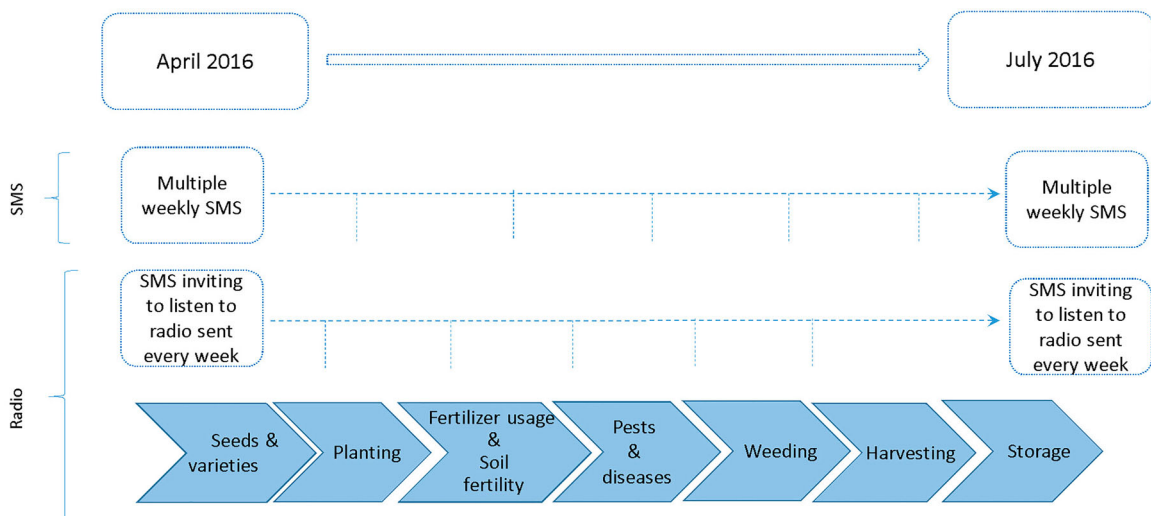 April 2016
July 2016
SMS
Multiple
weekly SMS
Multiple
weekly SMS
Radio
SMS inviting
to listen to
radio sent
every week
SMS inviting
to listen to
radio sent
every week
Seeds &
varieties
Planting
Fertilizer usage
&
Soil
fertility
Pests
&
diseases
Weeding
Harvesting
Storage